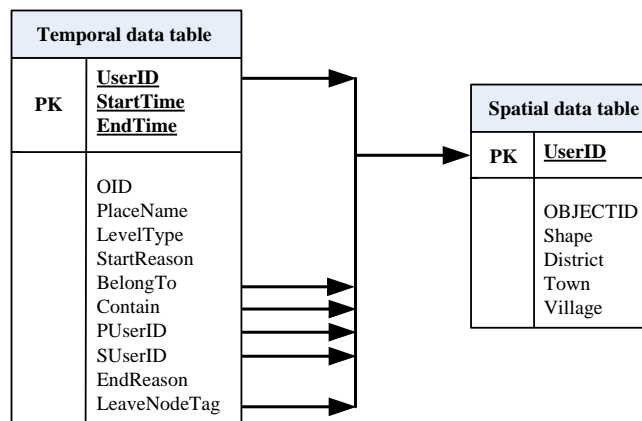 Temporal data table
PK
UserID
StartTime
EndTime
OID
PlaceName
LevelType
StartReason
BelongTo
Contain
PUserID
SUserID
EndReason
LeaveNodeTag
Spatial data table
PK
UserID
OBJECTID
Shape
District
Town
Village